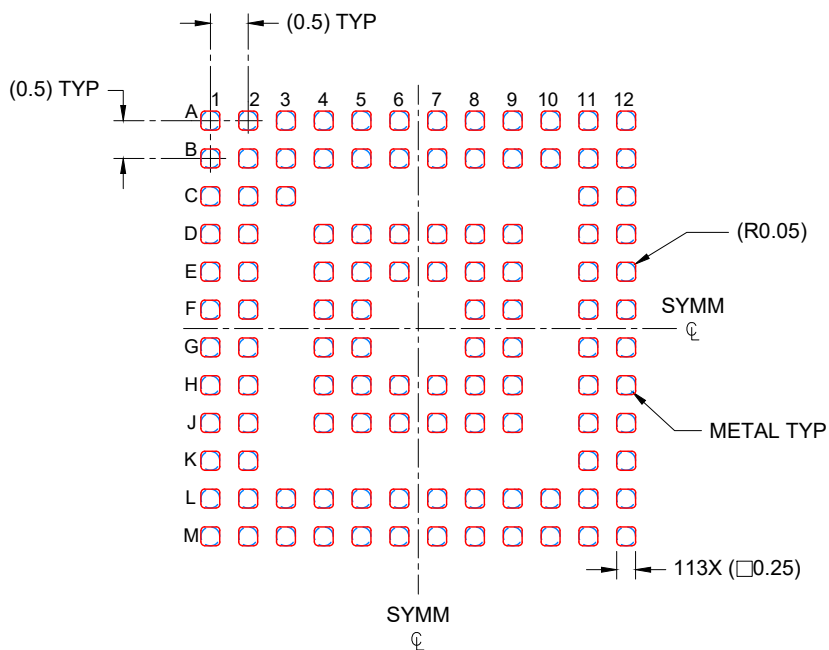 (0.5) TYP
(0.5) TYP
1 2 3 4 5 6 7 8 9 10 11 12
A
B
C
D
(R0.05)
E
F
SYMM
℄
G
H
J
METAL TYP
K
L
M
113X (□0.25)
SYMM
℄